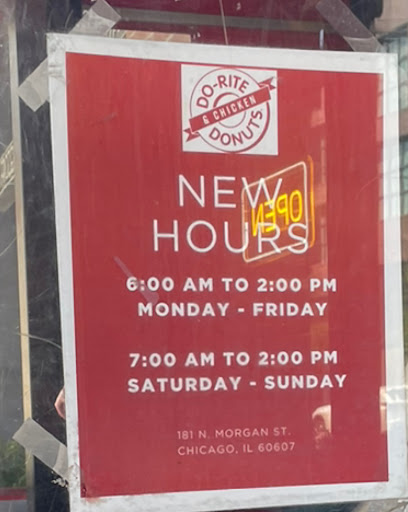 DO-RITE
& CHICKEN
DONUTS
NEW
HOURS
OPEN
6:00 AM TO 2:00 PM
MONDAY - FRIDAY
7:00 AM TO 2:00 PM
SATURDAY - SUNDAY
181 N. MORGAN ST.
CHICAGO, IL 60607